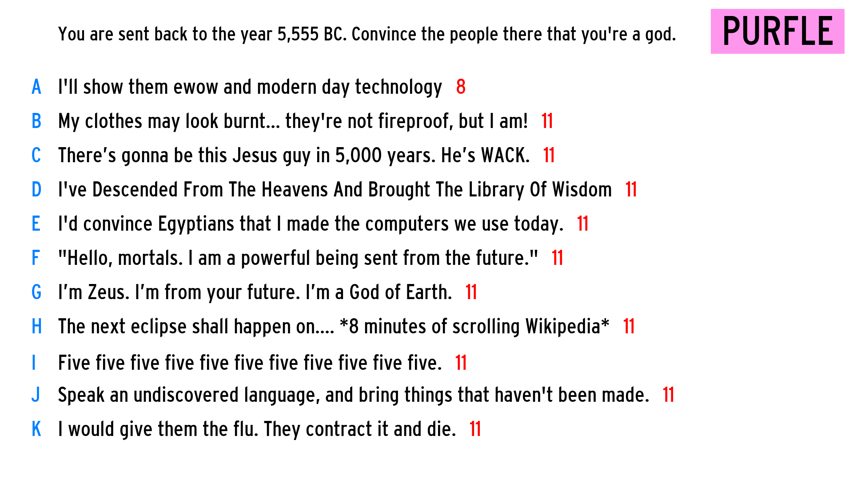 You are sent back to the year 5,555 BC. Convince the people there that you're a god.
PURFLE
A I'll show them ewow and modern day technology 8
B My clothes may look burnt... they're not fireproof, but I am! 11
C There’s gonna be this Jesus guy in 5,000 years. He’s WACK. 11
D I've Descended From The Heavens And Brought The Library Of Wisdom 11
E I'd convince Egyptians that I made the computers we use today. 11
F "Hello, mortals. I am a powerful being sent from the future." 11
G I’m Zeus. I’m from your future. I’m a God of Earth. 11
H The next eclipse shall happen on.... *8 minutes of scrolling Wikipedia* 11
I Five five five five five five five five five five five. 11
J Speak an undiscovered language, and bring things that haven't been made. 11
K I would give them the flu. They contract it and die. 11